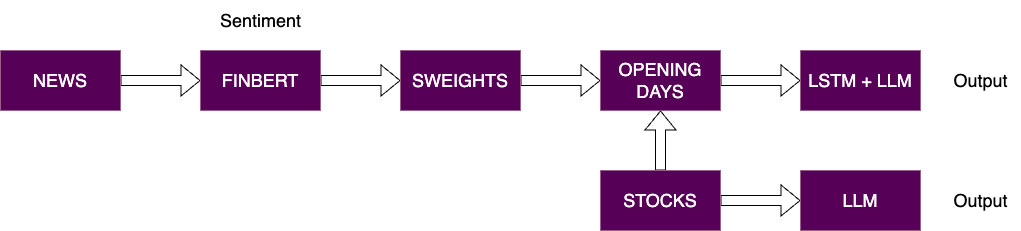 Sentiment
NEWS
FINBERT
SWEIGHTS
OPENING
DAYS
LSTM + LLM
Output
STOCKS
LLM
Output